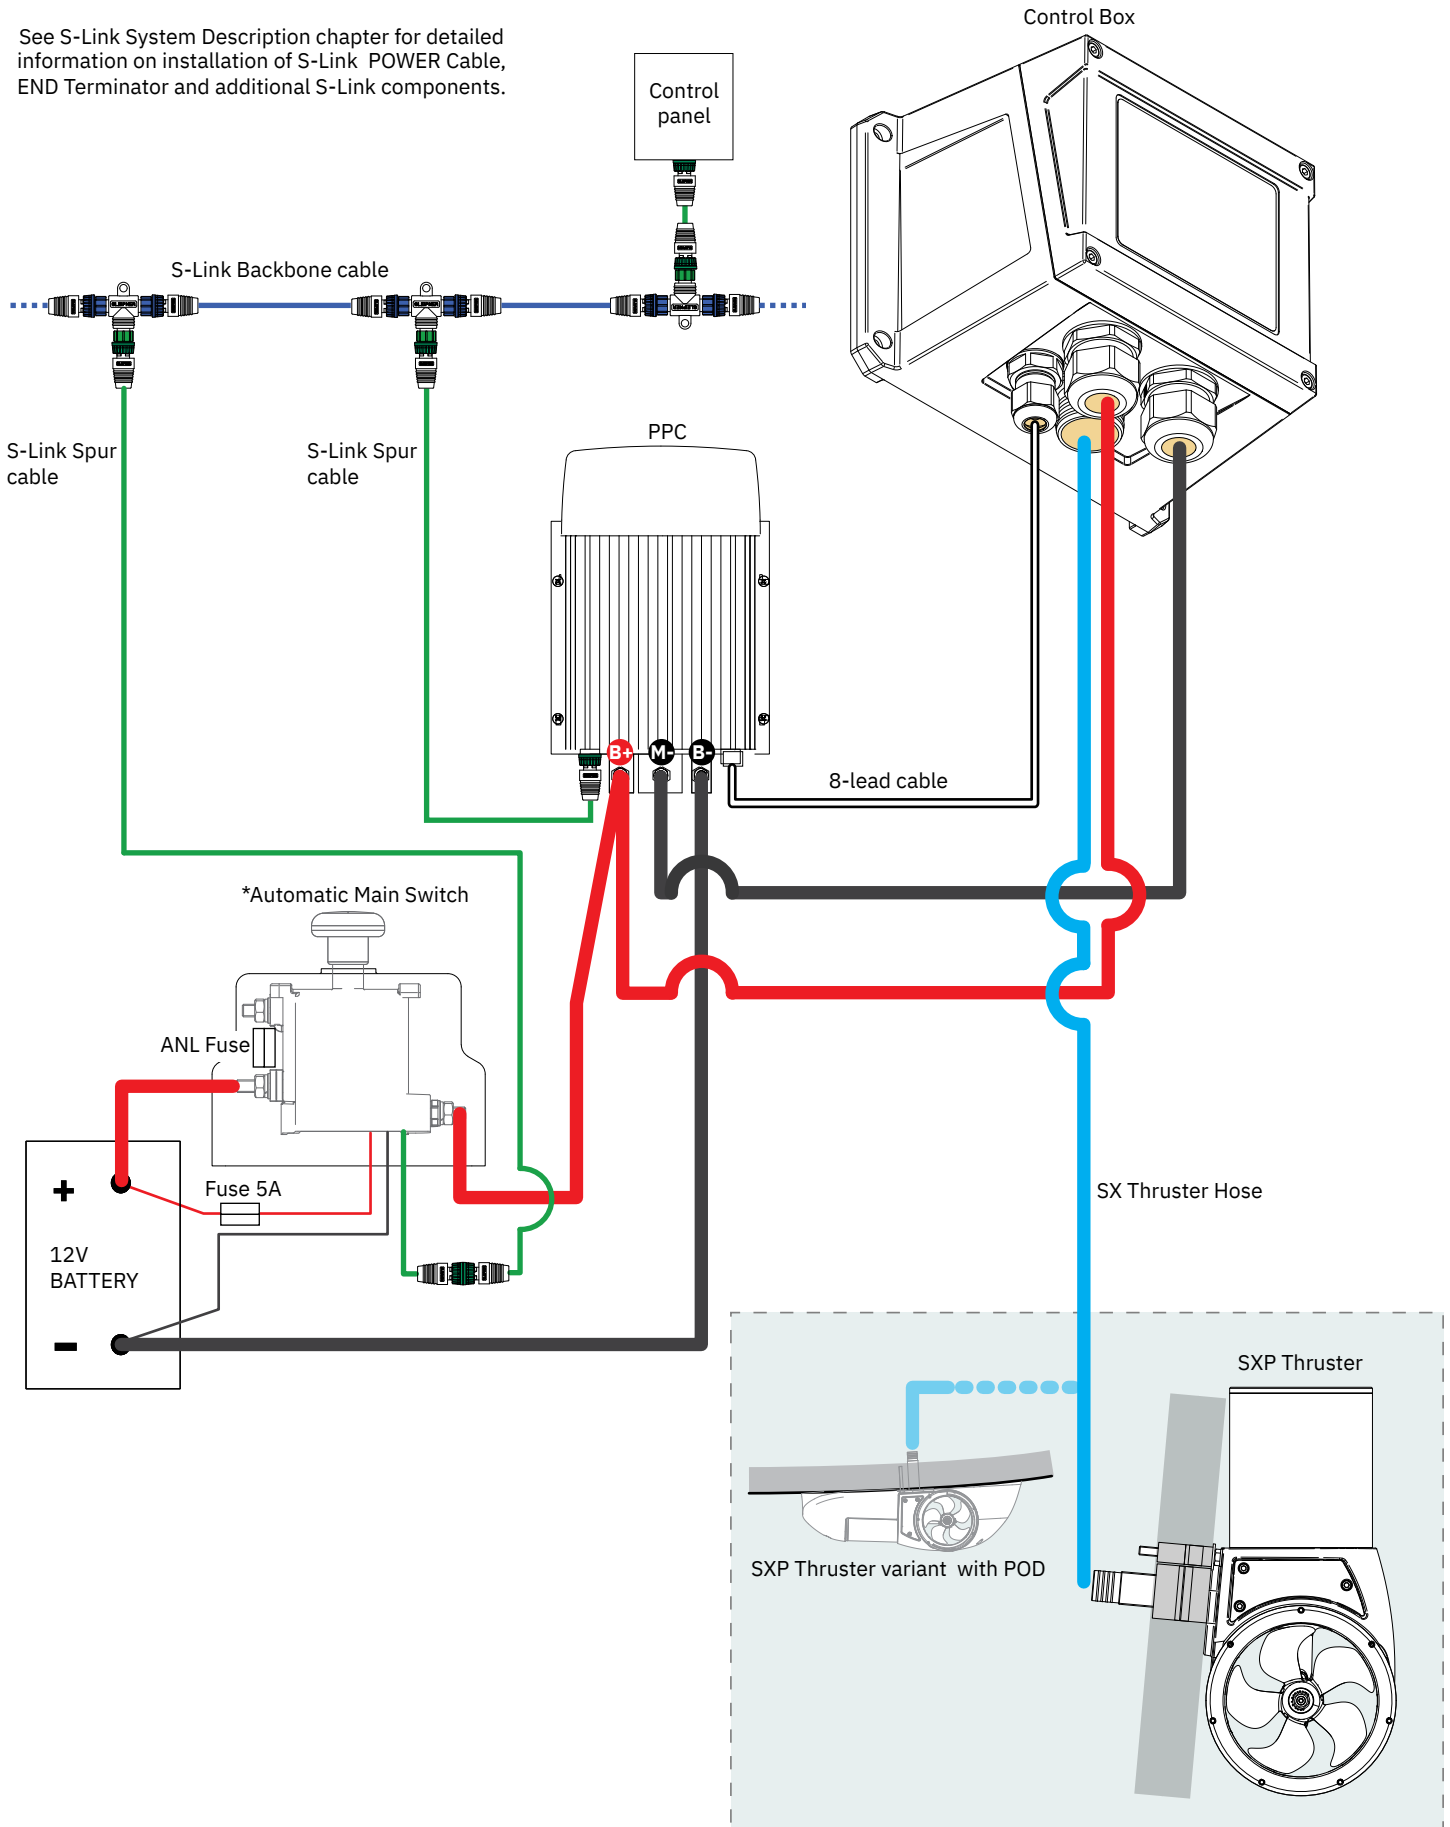 Control Box
See S-Link System Description chapter for detailed
information on installation of S-Link POWER Cable,
END Terminator and additional S-Link components.
Control
panel
S-Link Backbone cable
S-Link Spur
cable
S-Link Spur
cable
PPC
B+
M-
B-
8-lead cable
*Automatic Main Switch
ANL Fuse
Fuse 5A
+
12V
BATTERY
-
SX Thruster Hose
SXP Thruster
SXP Thruster variant with POD